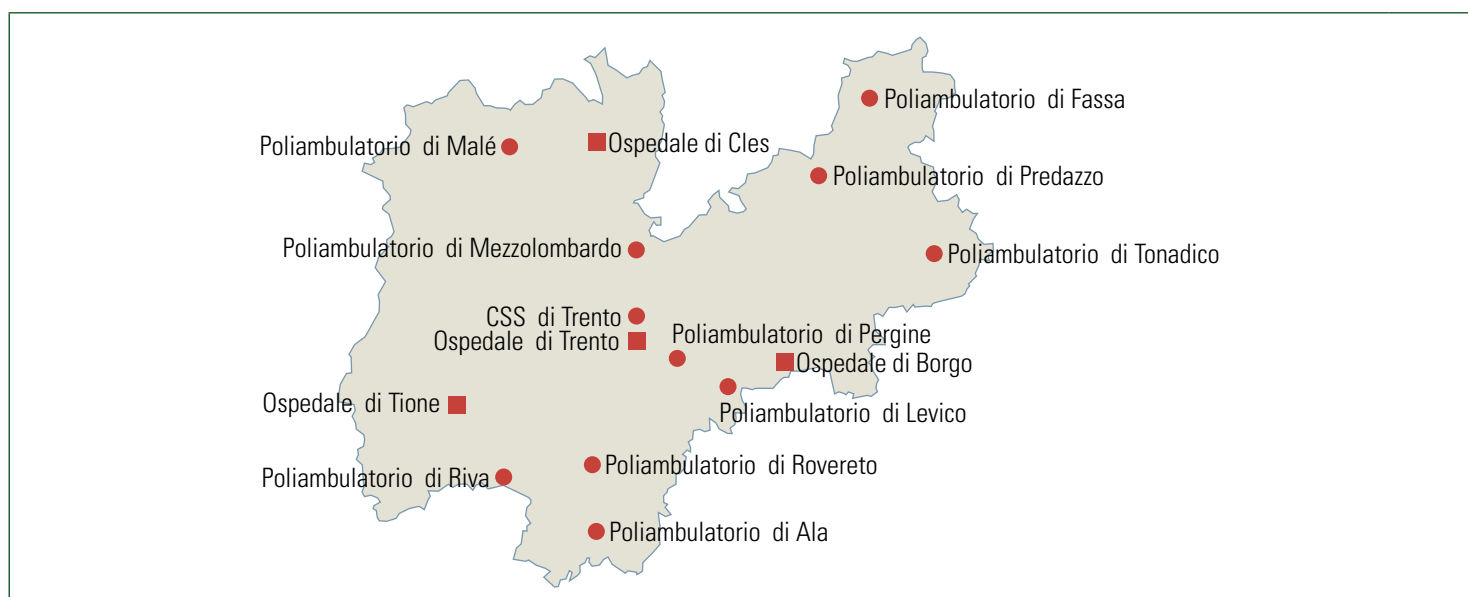 Poliambulatorio di Fassa
Poliambulatorio di Malé
Ospedale di Cles
Poliambulatorio di Predazzo
Poliambulatorio di Mezzolombardo
Poliambulatorio di Tonadico
CSS di Trento
Ospedale di Trento
Poliambulatorio di Pergine
Ospedale di Borgo
Ospedale di Tione
Poliambulatorio di Levico
Poliambulatorio di Riva
Poliambulatorio di Rovereto
Poliambulatorio di Ala